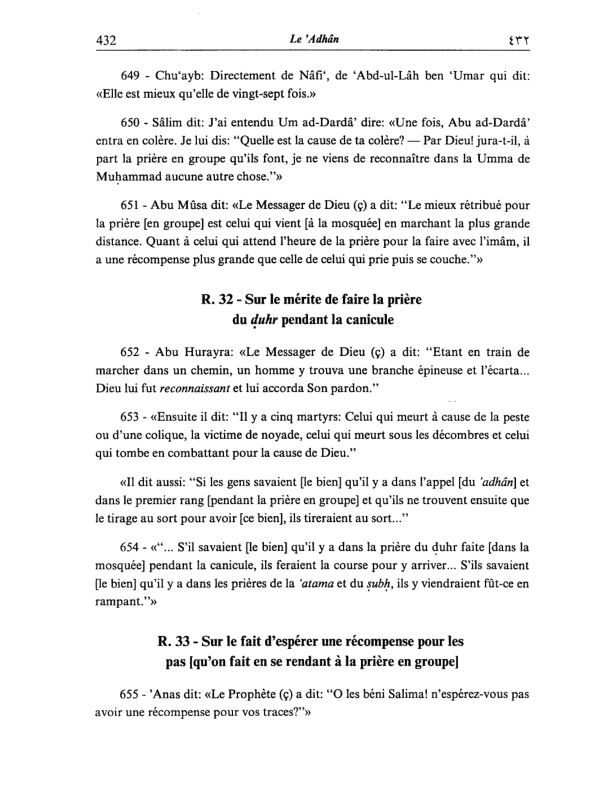 432 Le ’Adhân ٤٣٢
649 - Chu‘ayb: Directement de Nâfi‘, de ‘Abd-ul-Lâh ben ‘Umar qui dit:
«Elle est mieux qu’elle de vingt-sept fois.»
650 - Sâlim dit: J’ai entendu Um ad-Dardâ’ dire: «Une fois, Abu ad-Dardâ’
entra en colère. Je lui dis: “Quelle est la cause de ta colère? — Par Dieu! jura-t-il, à
part la prière en groupe qu’ils font, je ne viens de reconnaître dans la Umma de
Muḥammad aucune autre chose.”»
651 - Abu Mûsa dit: «Le Messager de Dieu (ç) a dit: “Le mieux rétribué pour
la prière [en groupe] est celui qui vient [à la mosquée] en marchant la plus grande
distance. Quant à celui qui attend l’heure de la prière pour la faire avec l’imâm, il
a une récompense plus grande que celle de celui qui prie puis se couche.”»
R. 32 - Sur le mérite de faire la prière
du ḍuhr pendant la canicule
652 - Abu Hurayra: «Le Messager de Dieu (ç) a dit: “Etant en train de
marcher dans un chemin, un homme y trouva une branche épineuse et l’écarta...
Dieu lui fut reconnaissant et lui accorda Son pardon.”
653 - «Ensuite il dit: “Il y a cinq martyrs: Celui qui meurt à cause de la peste
ou d’une colique, la victime de noyade, celui qui meurt sous les décombres et celui
qui tombe en combattant pour la cause de Dieu.”
«Il dit aussi: “Si les gens savaient [le bien] qu’il y a dans l’appel [du ’adhân] et
dans le premier rang [pendant la prière en groupe] et qu’ils ne trouvent ensuite que
le tirage au sort pour avoir [ce bien], ils tireraient au sort...”
654 - «“... S’il savaient [le bien] qu’il y a dans la prière du ḍuhr faite [dans la
mosquée] pendant la canicule, ils feraient la course pour y arriver... S’ils savaient
[le bien] qu’il y a dans les prières de la ‘atama et du ṣubḥ, ils y viendraient fût-ce en
rampant.”»
R. 33 - Sur le fait d’espérer une récompense pour les
pas [qu’on fait en se rendant à la prière en groupe]
655 - ’Anas dit: «Le Prophète (ç) a dit: “O les béni Salima! n’espérez-vous pas
avoir une récompense pour vos traces?”»